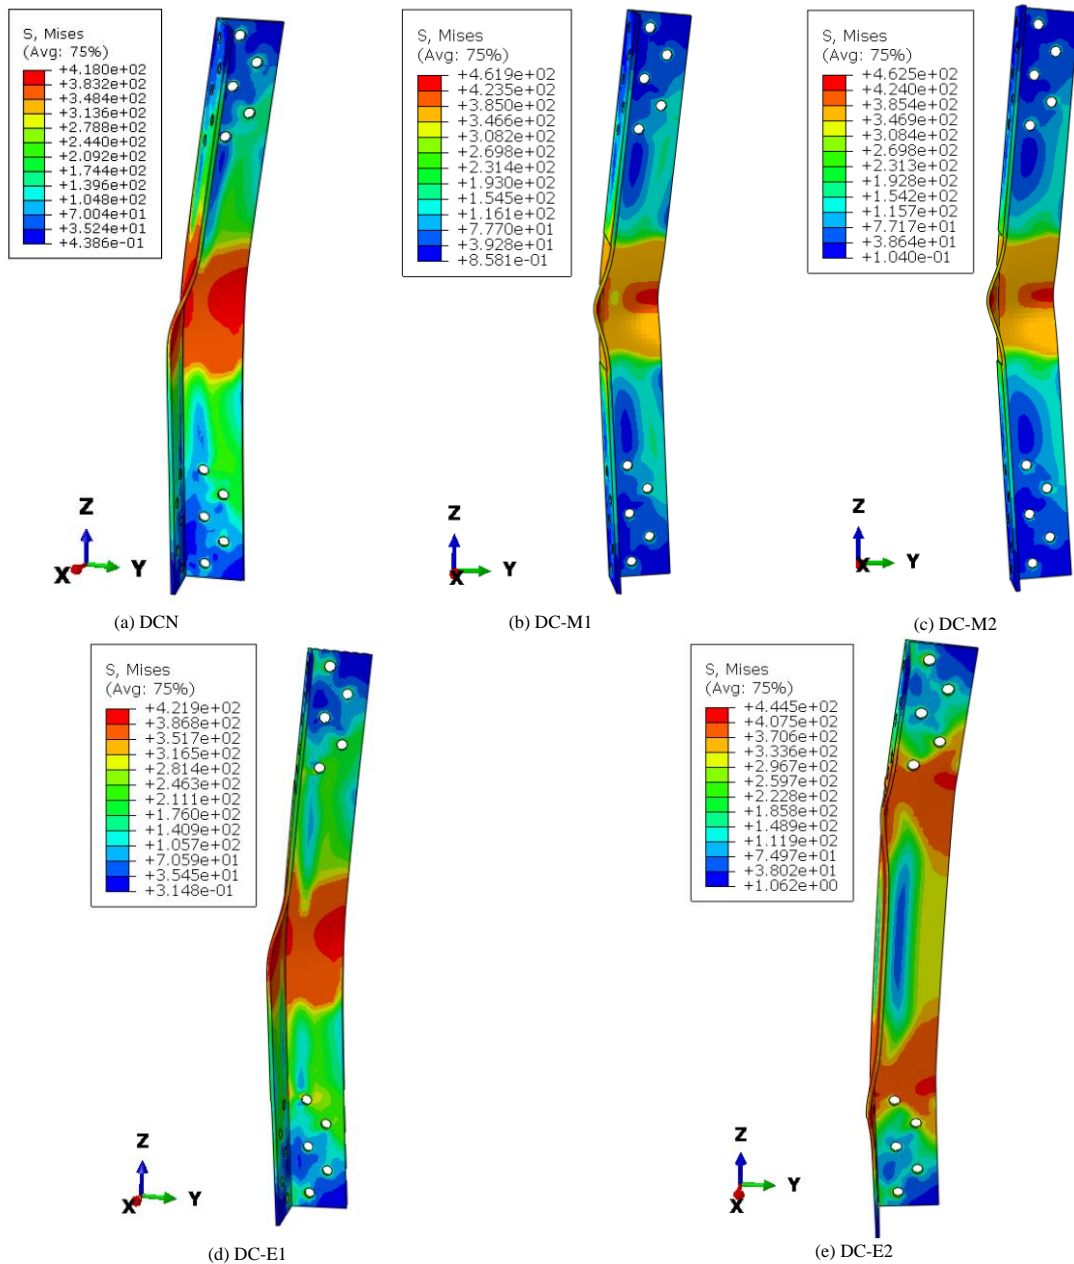 S, Mises
(Avg: 75%)
+4.180e+02
+3.832e+02
+3.484e+02
+3.136e+02
+2.788e+02
+2.440e+02
+2.092e+02
+1.744e+02
+1.396e+02
+1.048e+02
+7.004e+01
+3.524e+01
+4.386e-01
Z
X
Y
(a) DCN
S, Mises
(Avg: 75%)
+4.619e+02
+4.235e+02
+3.850e+02
+3.466e+02
+3.082e+02
+2.698e+02
+2.314e+02
+1.930e+02
+1.545e+02
+1.161e+02
+7.770e+01
+3.928e+01
+8.581e-01
Z
X
Y
(b) DC-M1
S, Mises
(Avg: 75%)
+4.625e+02
+4.240e+02
+3.854e+02
+3.469e+02
+3.084e+02
+2.698e+02
+2.313e+02
+1.928e+02
+1.542e+02
+1.157e+02
+7.717e+01
+3.864e+01
+1.040e-01
Z
X
Y
(c) DC-M2
S, Mises
(Avg: 75%)
+4.219e+02
+3.868e+02
+3.517e+02
+3.165e+02
+2.814e+02
+2.463e+02
+2.111e+02
+1.760e+02
+1.409e+02
+1.057e+02
+7.059e+01
+3.545e+01
+3.148e-01
Z
X
Y
(d) DC-E1
S, Mises
(Avg: 75%)
+4.445e+02
+4.075e+02
+3.706e+02
+3.336e+02
+2.967e+02
+2.597e+02
+2.228e+02
+1.858e+02
+1.489e+02
+1.119e+02
+7.497e+01
+3.802e+01
+1.062e+00
Z
X
Y
(e) DC-E2